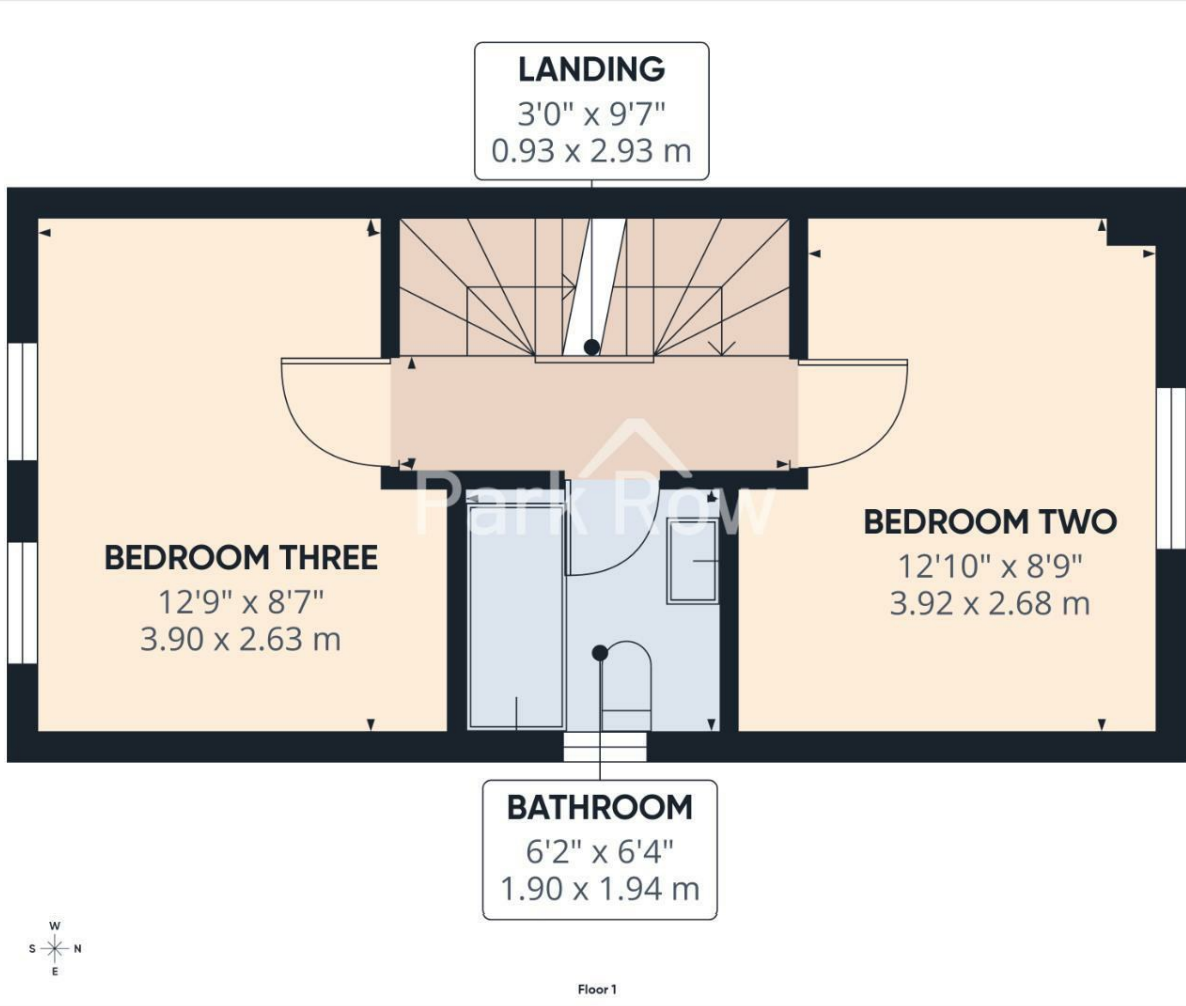 LANDING
3'0" x 9'7"
0.93 x 2.93 m
Park Row
BEDROOM THREE
12'9" x 8'7"
3.90 x 2.63 m
BEDROOM TWO
12'10" x 8'9"
3.92 x 2.68 m
BATHROOM
6'2" x 6'4"
1.90 x 1.94 m
W
S N
E
Floor 1